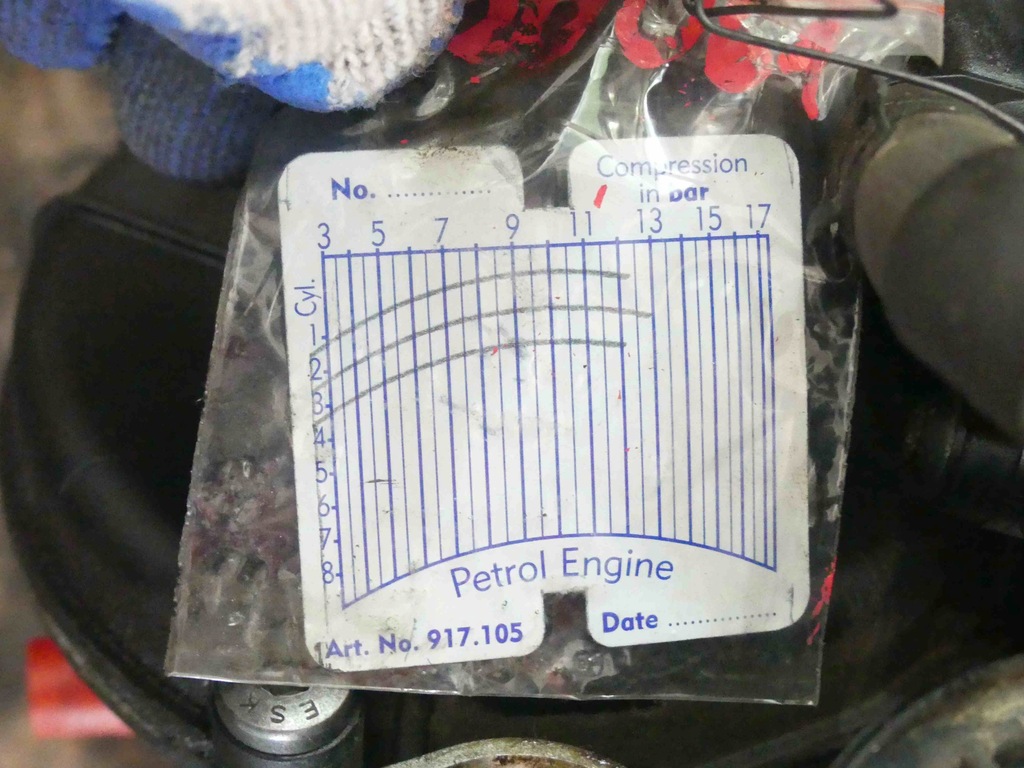 No. ..............
Compression
in bar
3 5 7 9 11 13 15 17
Cyl.
1
2
3
4
5
6
7
8
Petrol Engine
Art. No. 917.105
Date ................
E S